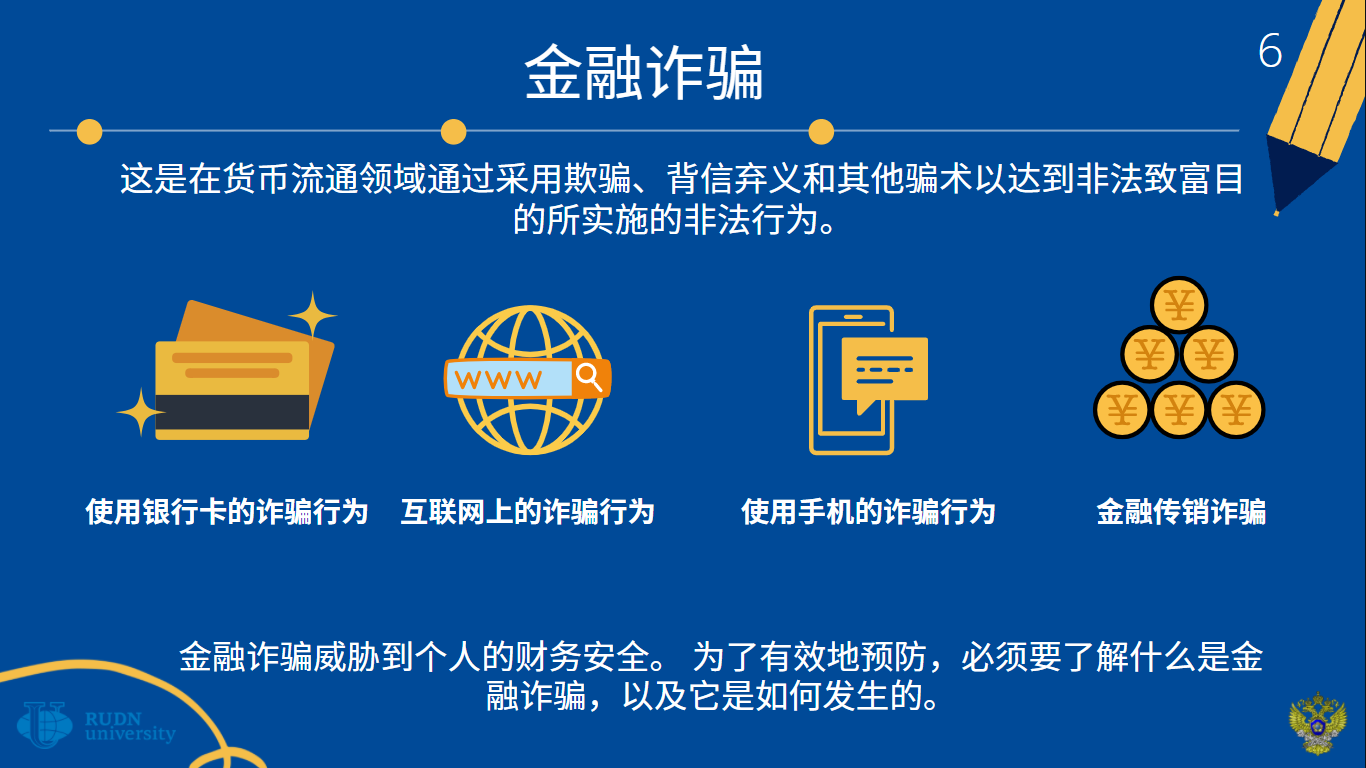 金融诈骗
6
这是在货币流通领域通过采用欺骗、背信弃义和其他骗术以达到非法致富目
的所实施的非法行为。
WWW
¥
¥ ¥
¥ ¥ ¥
使用银行卡的诈骗行为
互联网上的诈骗行为
使用手机的诈骗行为
金融传销诈骗
金融诈骗威胁到个人的财务安全。 为了有效地预防，必须要了解什么是金
融诈骗，以及它是如何发生的。
RUDN
university